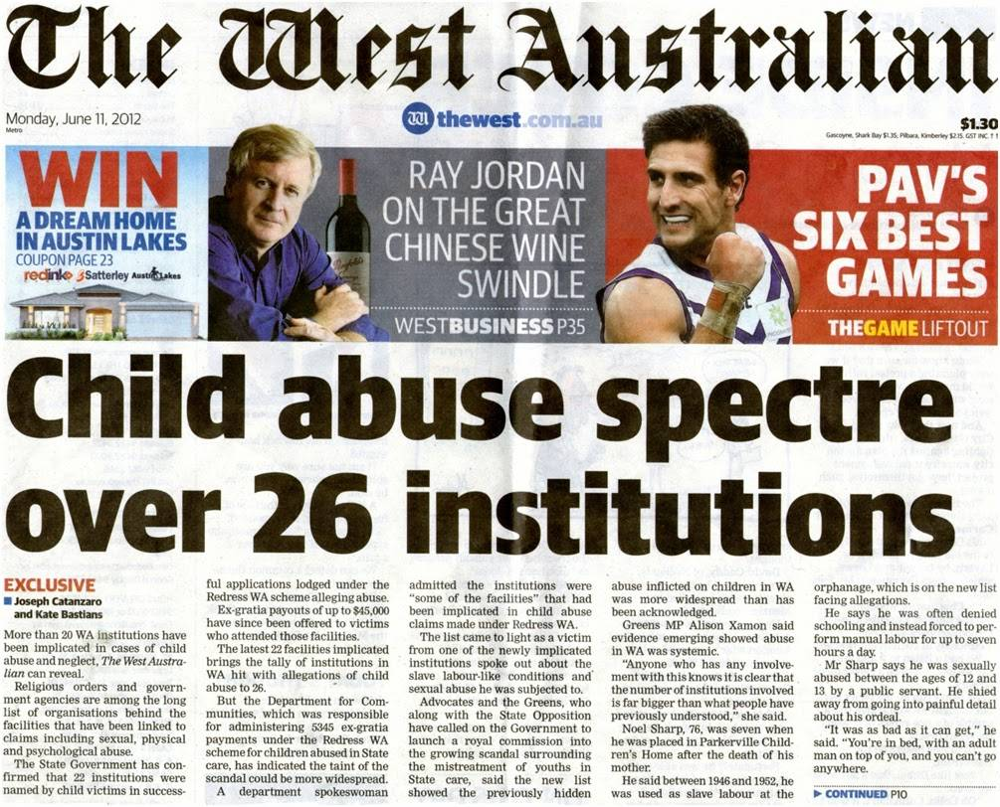 The West Australian
Monday, June 11, 2012
Metro
thewest.com.au
$1.30
Gascoyne, Shark Bay $1.35, Pilbara, Kimberley $2.15. GST INC. † 1
WIN
A DREAM HOME
IN AUSTIN LAKES
COUPON PAGE 23
redink Satterley Austin Lakes
RAY JORDAN
ON THE GREAT
CHINESE WINE
SWINDLE
WESTBUSINESS P35
PAV'S
SIX BEST
GAMES
THEGAME LIFTOUT
Child abuse spectre
over 26 institutions
EXCLUSIVE
Joseph Catanzaro
and Kate Bastians
More than 20 WA institutions have
been implicated in cases of child
abuse and neglect, The West Austra-
lian can reveal.
Religious orders and govern-
ment agencies are among the long
list of organisations behind the
facilities that have been linked to
claims including sexual, physical
and psychological abuse.
The State Government has con-
firmed that 22 institutions were
named by child victims in success-
ful applications lodged under the
Redress WA scheme alleging abuse.
Ex-gratia payouts of up to $45,000
have since been offered to victims
who attended those facilities.
The latest 22 facilities implicated
brings the tally of institutions in
WA hit with allegations of child
abuse to 26.
But the Department for Com-
munities, which was responsible
for administering 5345 ex-gratia
payments under the Redress WA
scheme for children abused in State
care, has indicated the taint of the
scandal could be more widespread.
A department spokeswoman
admitted the institutions were
"some of the facilities" that had
been implicated in child abuse
claims made under Redress WA.
The list came to light as a victim
from one of the newly implicated
institutions spoke out about the
slave labour-like conditions and
sexual abuse he was subjected to.
Advocates and the Greens, who
along with the State Opposition
have called on the Government to
launch a royal commission into
the growing scandal surrounding
the mistreatment of youths in
State care, said the new list
showed the previously hidden
abuse inflicted on children in WA
was more widespread than has
been acknowledged.
Greens MP Alison Xamon said
evidence emerging showed abuse
in WA was systemic.
"Anyone who has any involve-
ment with this knows it is clear that
the number of institutions involved
is far bigger than what people have
previously understood," she said.
Noel Sharp, 76, was seven when
he was placed in Parkerville Child-
ren's Home after the death of his
mother.
He said between 1946 and 1952, he
was used as slave labour at the
orphanage, which is on the new list
facing allegations.
He says he was often denied
schooling and instead forced to per-
form manual labour for up to seven
hours a day.
Mr Sharp says he was sexually
abused between the ages of 12 and
13 by a public servant. He shied
away from going into painful detail
about his ordeal.
"It was as bad as it can get," he
said. "You're in bed, with an adult
man on top of you, and you can't go
anywhere.
CONTINUED P10